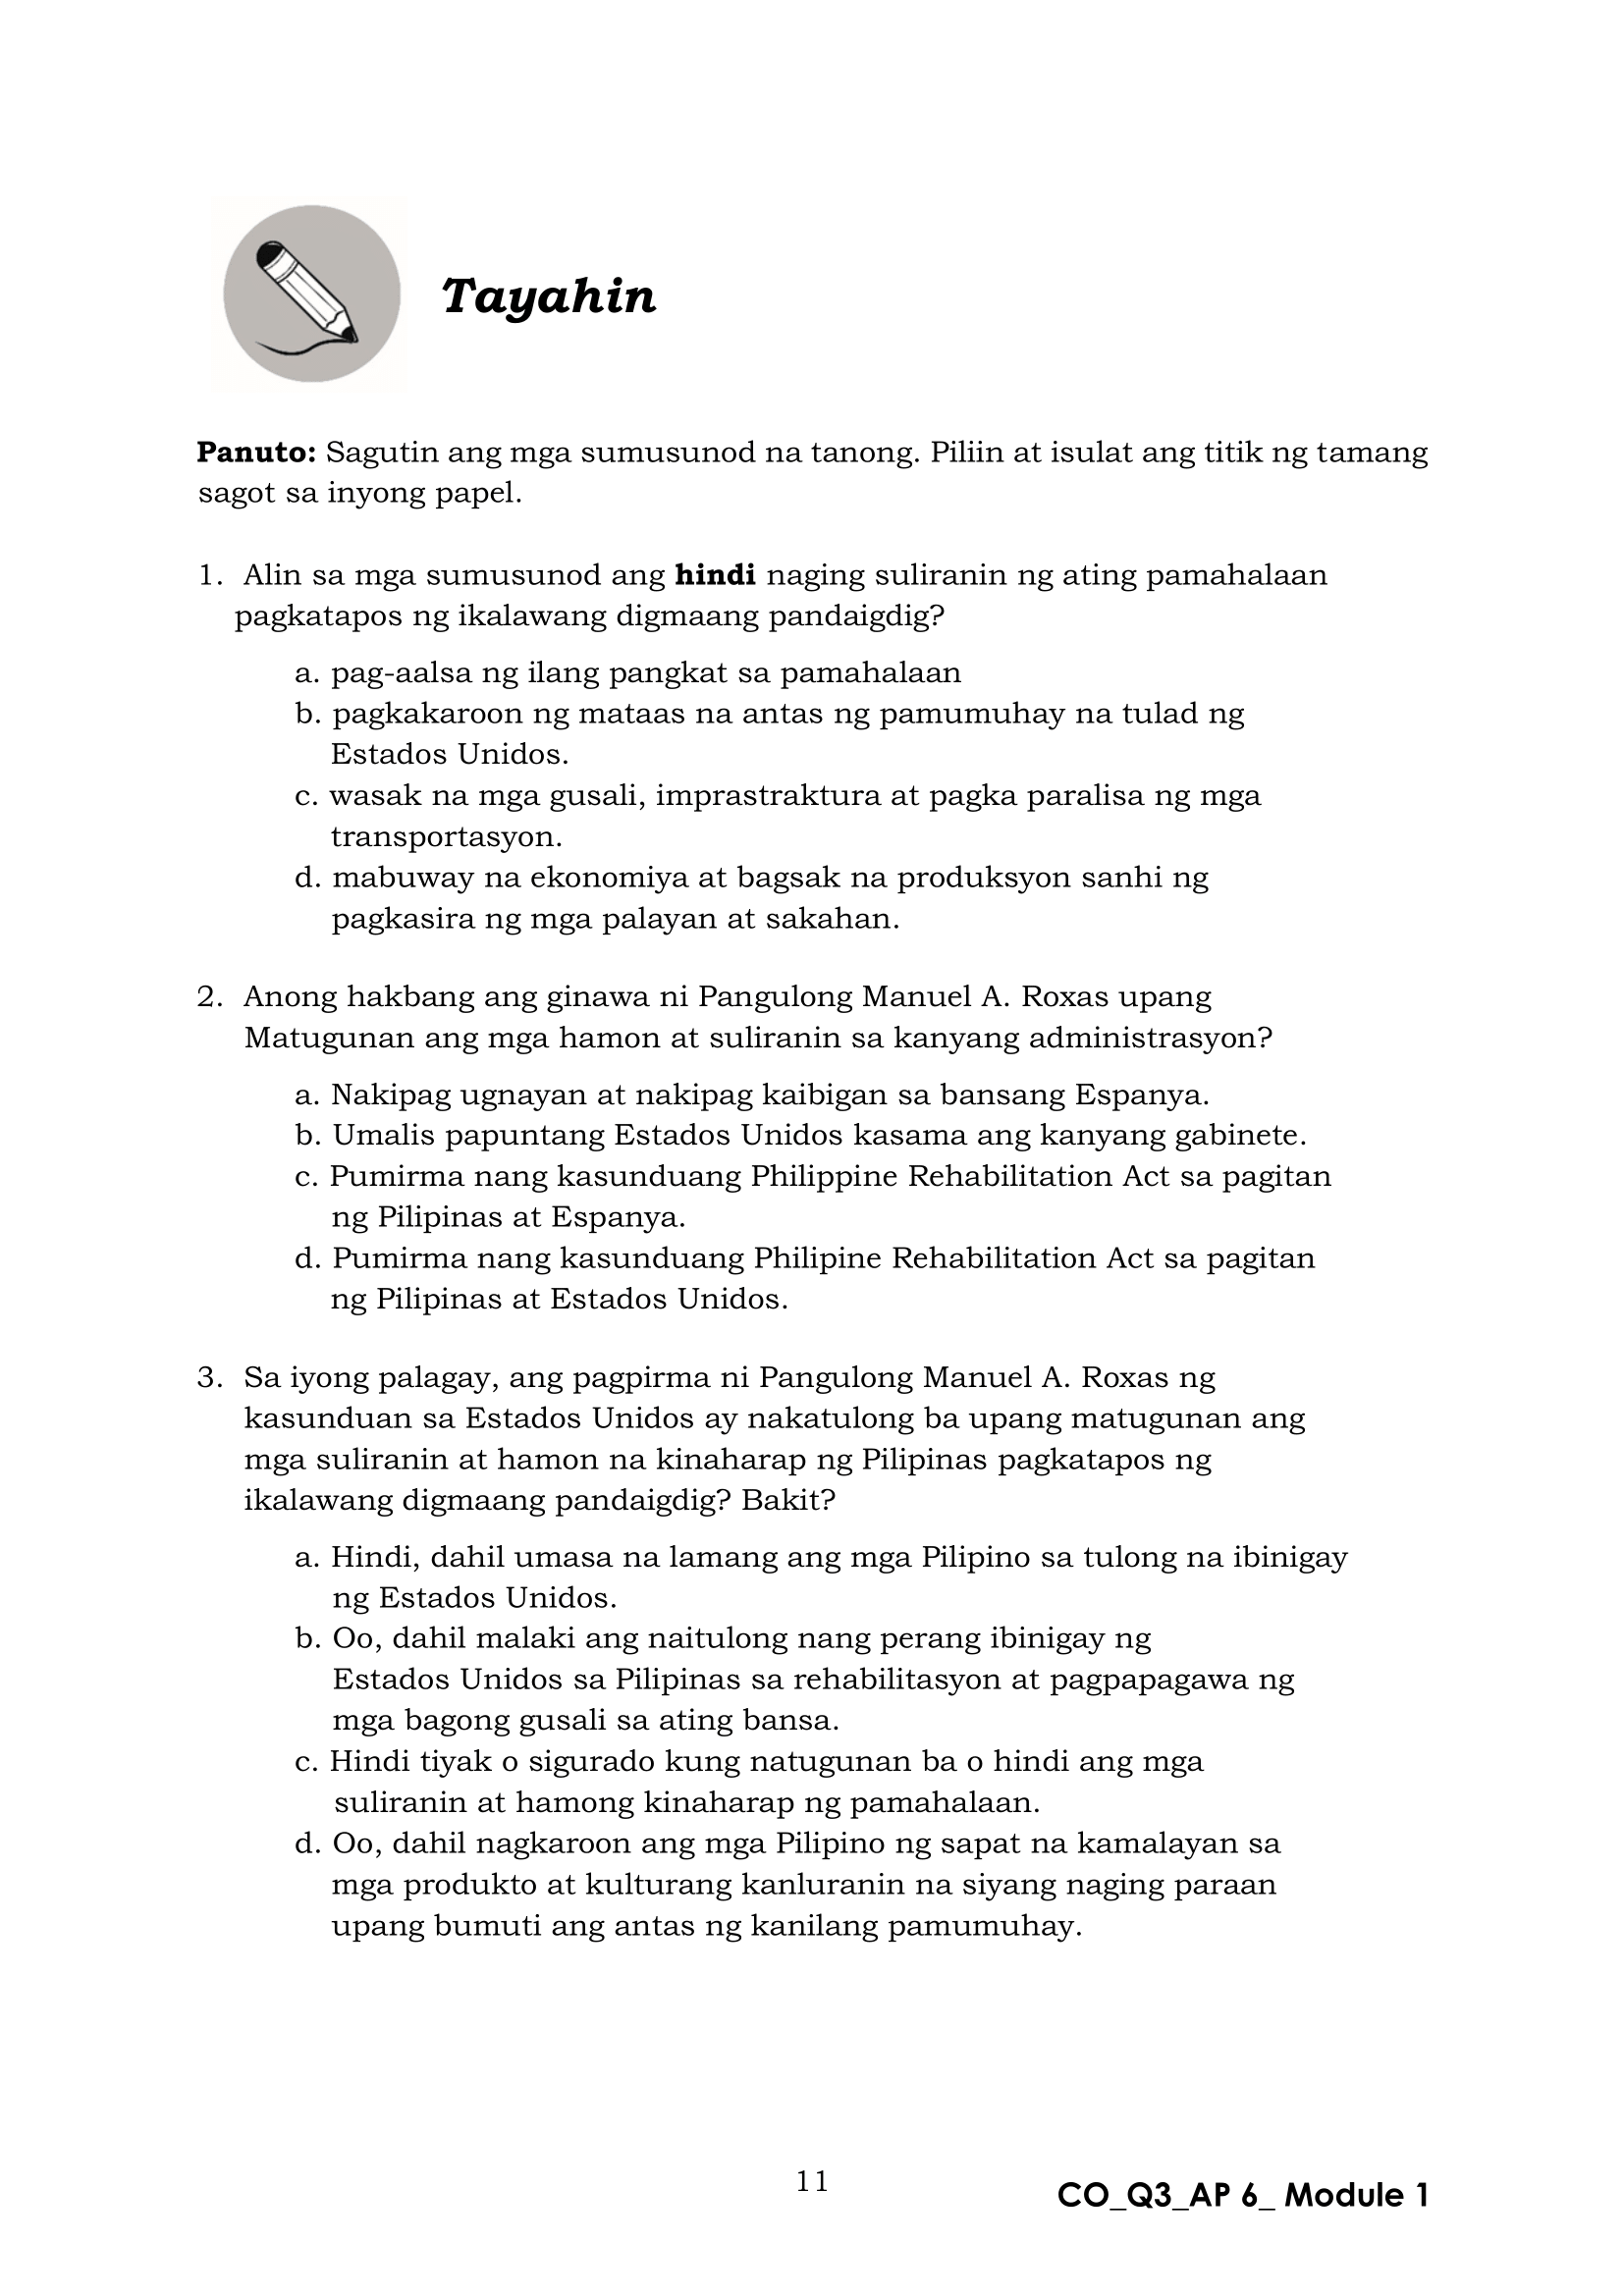 Tayahin
Panuto: Sagutin ang mga sumusunod na tanong. Piliin at isulat ang titik ng tamang
sagot sa inyong papel.
1. Alin sa mga sumusunod ang hindi naging suliranin ng ating pamahalaan
pagkatapos ng ikalawang digmaang pandaigdig?
a. pag-aalsa ng ilang pangkat sa pamahalaan
b. pagkakaroon ng mataas na antas ng pamumuhay na tulad ng
Estados Unidos.
c. wasak na mga gusali, imprastraktura at pagka paralisa ng mga
transportasyon.
d. mabuway na ekonomiya at bagsak na produksyon sanhi ng
pagkasira ng mga palayan at sakahan.
2. Anong hakbang ang ginawa ni Pangulong Manuel A. Roxas upang
Matugunan ang mga hamon at suliranin sa kanyang administrasyon?
a. Nakipag ugnayan at nakipag kaibigan sa bansang Espanya.
b. Umalis papuntang Estados Unidos kasama ang kanyang gabinete.
c. Pumirma nang kasunduang Philippine Rehabilitation Act sa pagitan
ng Pilipinas at Espanya.
d. Pumirma nang kasunduang Philipine Rehabilitation Act sa pagitan
ng Pilipinas at Estados Unidos.
3. Sa iyong palagay, ang pagpirma ni Pangulong Manuel A. Roxas ng
kasunduan sa Estados Unidos ay nakatulong ba upang matugunan ang
mga suliranin at hamon na kinaharap ng Pilipinas pagkatapos ng
ikalawang digmaang pandaigdig? Bakit?
a. Hindi, dahil umasa na lamang ang mga Pilipino sa tulong na ibinigay
ng Estados Unidos.
b. Oo, dahil malaki ang naitulong nang perang ibinigay ng
Estados Unidos sa Pilipinas sa rehabilitasyon at pagpapagawa ng
mga bagong gusali sa ating bansa.
c. Hindi tiyak o sigurado kung natugunan ba o hindi ang mga
suliranin at hamong kinaharap ng pamahalaan.
d. Oo, dahil nagkaroon ang mga Pilipino ng sapat na kamalayan sa
mga produkto at kulturang kanluranin na siyang naging paraan
upang bumuti ang antas ng kanilang pamumuhay.
11
CO_Q3_AP 6_ Module 1